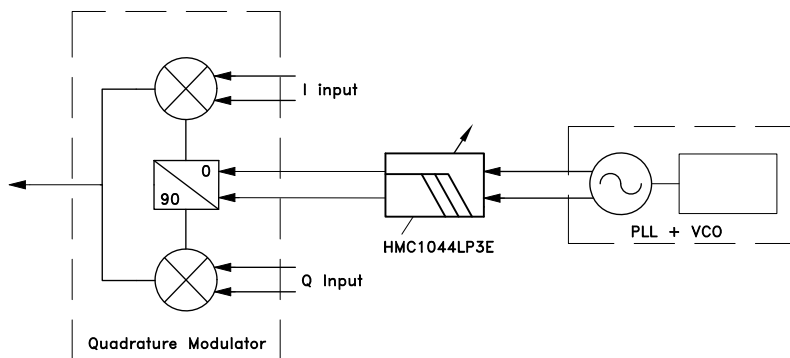 I input
0
90
HMC1044LP3E
PLL + VCO
Q Input
Quadrature Modulator